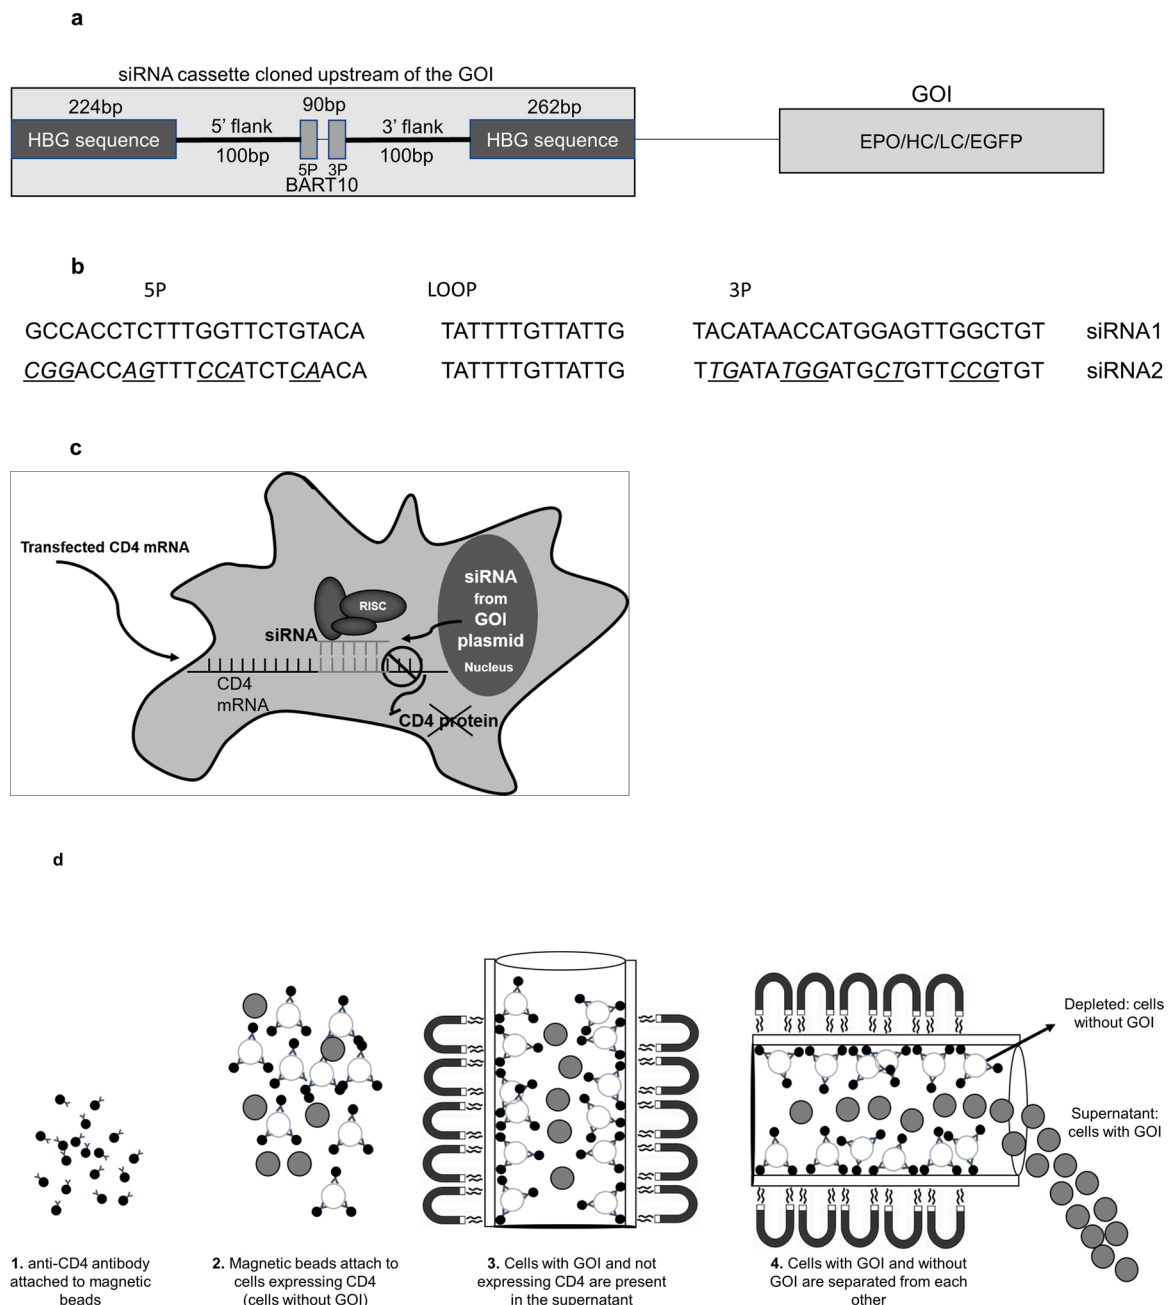 a
siRNA cassette cloned upstream of the GOI
224bp
90bp
262bp
GOI
HBG sequence
5' flank
3' flank
HBG sequence
EPO/HC/LC/EGFP
100bp
100bp
5P 3P
BART10
b
5P
LOOP
3P
GCCACCTCTTTGGTTCTGTACA TATTTTGTTATTG TACATAACCATGGAGTTGGCTGT siRNA1
CGGACCAGTTTCCATCTCAACA TATTTTGTTATTG TTGATATGGATGCTGTTCCGTGT siRNA2
c
Transfected CD4 mRNA
siRNA
from
GOI
plasmid
Nucleus
RISC
siRNA
CD4
mRNA
CD4 protein
d
Depleted: cells
without GOI
Supernatant:
cells with GOI
1. anti-CD4 antibody
attached to magnetic
beads
2. Magnetic beads attach to
cells expressing CD4
(cells without GOI)
3. Cells with GOI and not
expressing CD4 are present
in the supernatant
4. Cells with GOI and without
GOI are separated from each
other